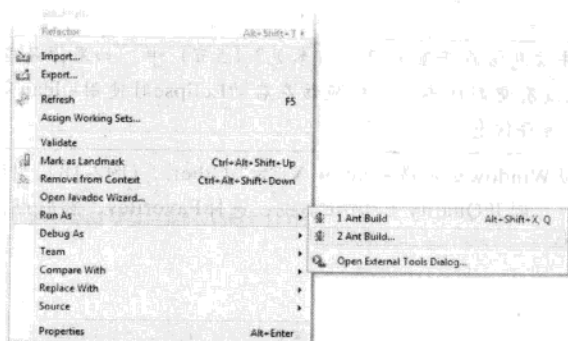 Refactor Alt+Shift+T
Import...
Export...
Refresh F5
Assign Working Sets...
Validate
Mark as Landmark Ctrl+Alt+Shift+Up
Remove from Context Ctrl+Alt+Shift+Down
Open Javadoc Wizard...
Run As
Debug As
Team
Compare With
Replace With
Source
Properties Alt+Enter
1 Ant Build Alt+Shift+X, Q
2 Ant Build...
Open External Tools Dialog...